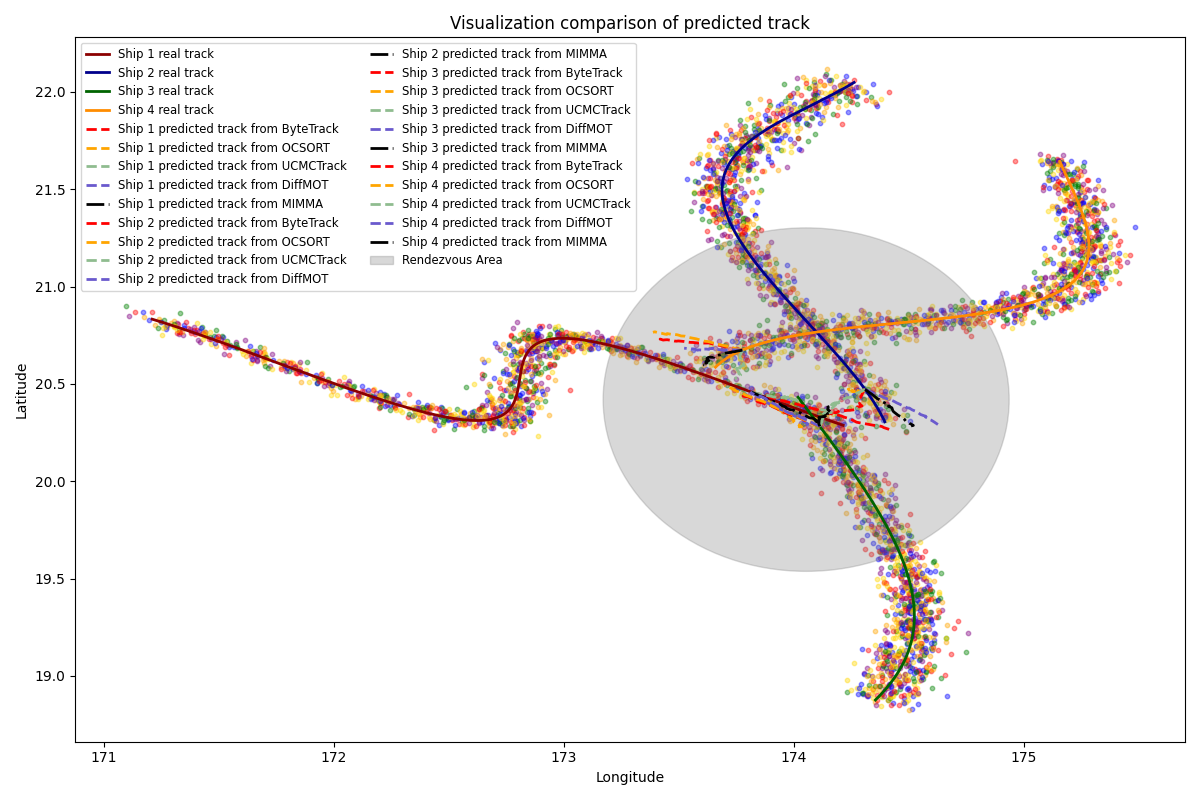 Visualization comparison of predicted track
Ship 1 real track
Ship 2 real track
Ship 3 real track
Ship 4 real track
Ship 1 predicted track from ByteTrack
Ship 1 predicted track from OCSORT
Ship 1 predicted track from UCMCTrack
Ship 1 predicted track from DiffMOT
Ship 1 predicted track from MIMMA
Ship 2 predicted track from ByteTrack
Ship 2 predicted track from OCSORT
Ship 2 predicted track from UCMCTrack
Ship 2 predicted track from DiffMOT
Ship 2 predicted track from MIMMA
Ship 3 predicted track from ByteTrack
Ship 3 predicted track from OCSORT
Ship 3 predicted track from UCMCTrack
Ship 3 predicted track from DiffMOT
Ship 3 predicted track from MIMMA
Ship 4 predicted track from ByteTrack
Ship 4 predicted track from OCSORT
Ship 4 predicted track from UCMCTrack
Ship 4 predicted track from DiffMOT
Ship 4 predicted track from MIMMA
Rendezvous Area
Latitude
22.0
21.5
21.0
20.5
20.0
19.5
19.0
171
172
173
174
175
Longitude